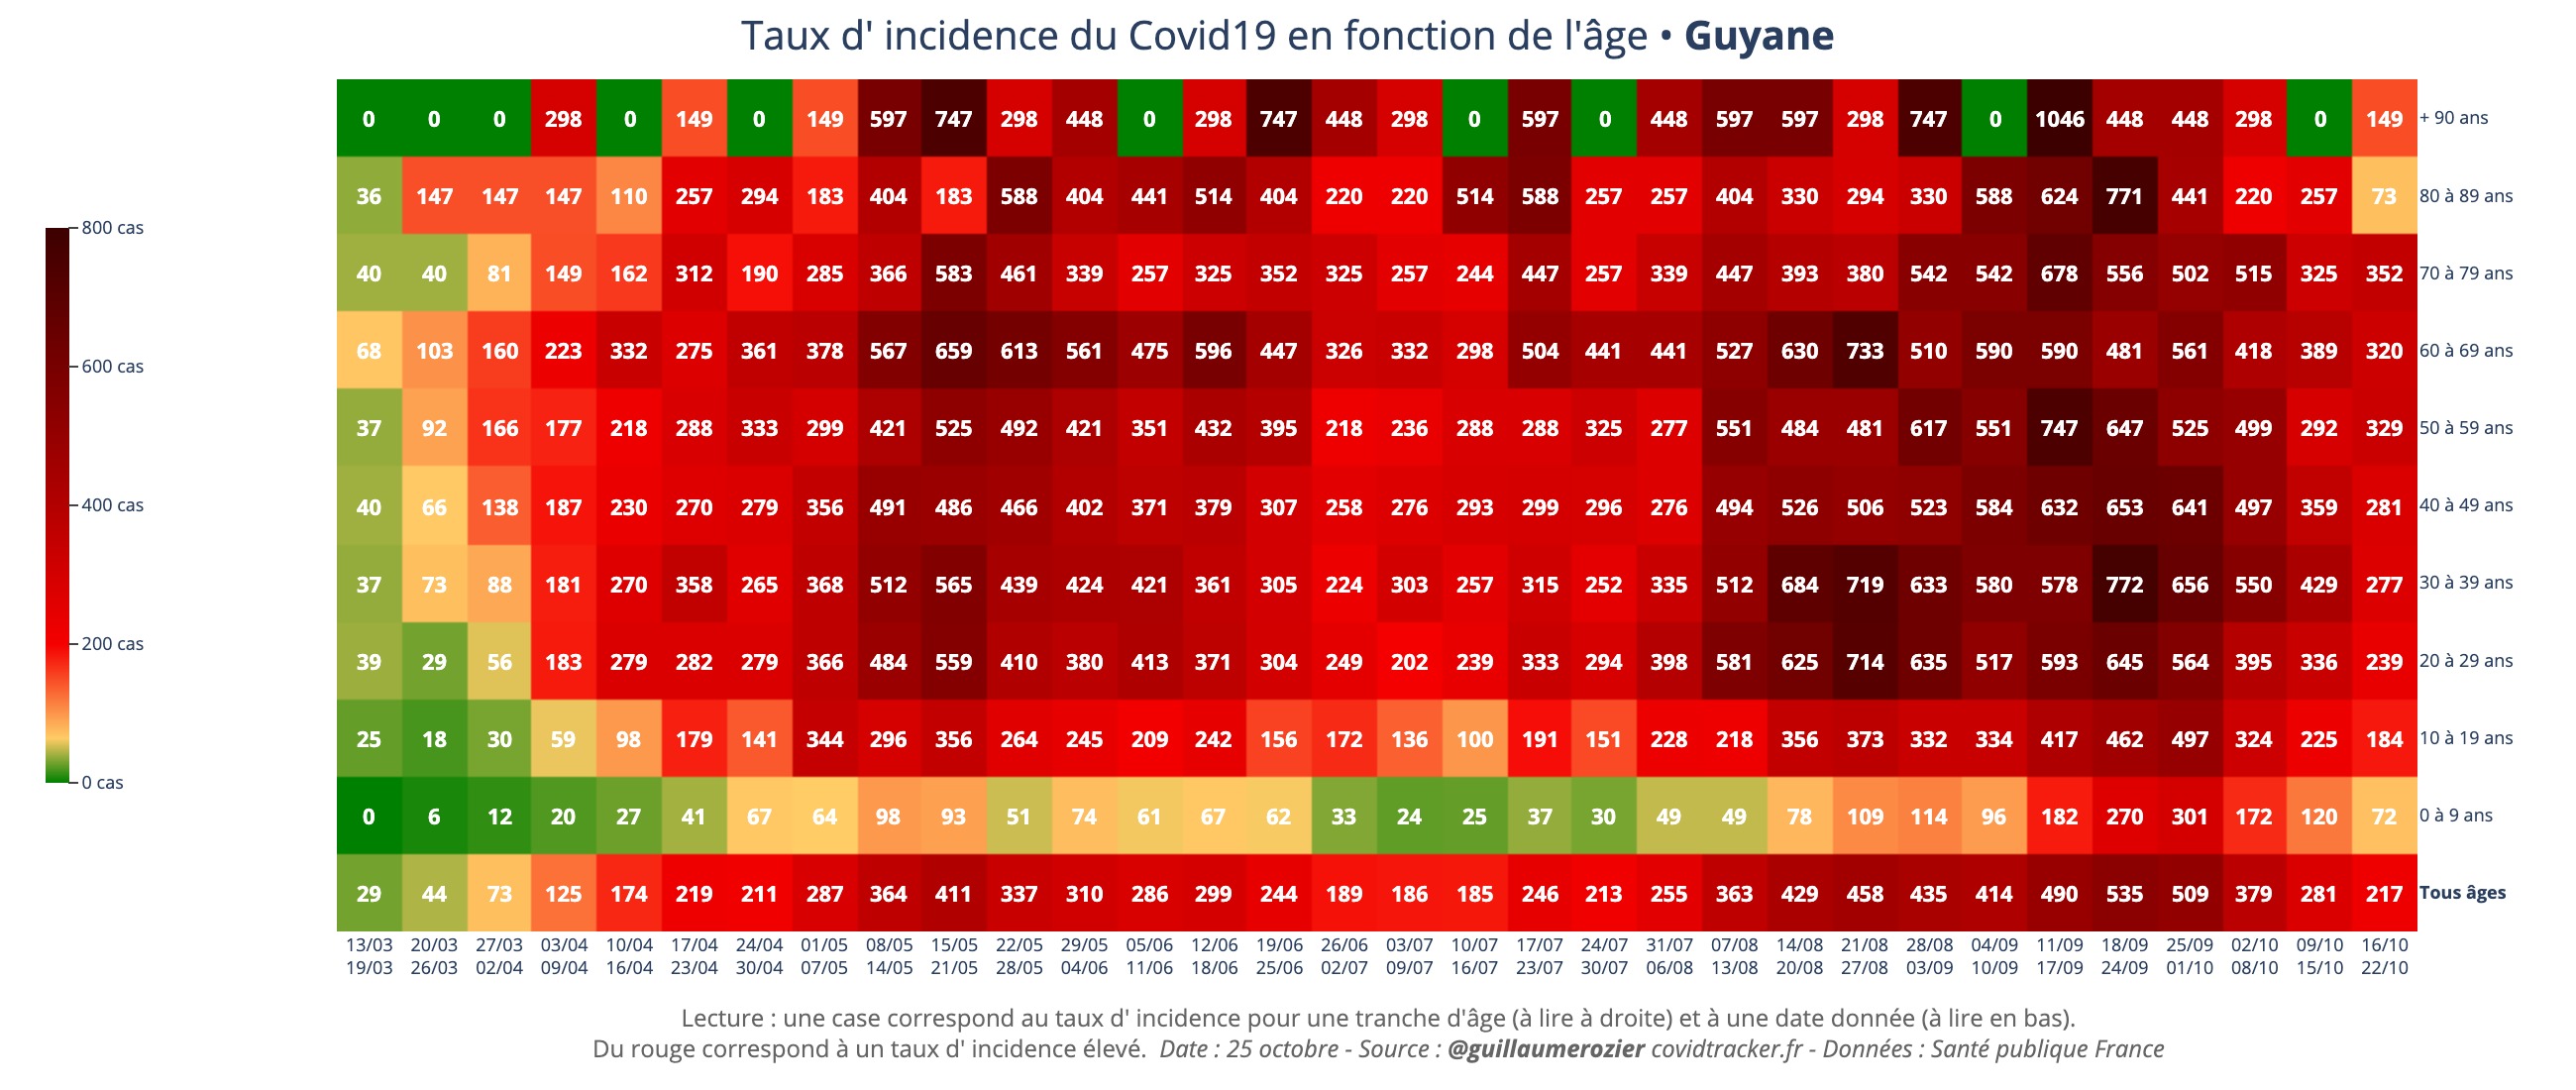 Taux d' incidence du Covid19 en fonction de l'âge • Guyane
800 cas
600 cas
400 cas
200 cas
0 cas
0 0 0 298 0 149 0 149 597 747 298 448 0 298 747 448 298 0 597 0 448 597 597 298 747 0 1046 448 448 298 0 149 + 90 ans
36 147 147 147 110 257 294 183 404 183 588 404 441 514 404 220 220 514 588 257 257 404 330 294 330 588 624 771 441 220 257 73 80 à 89 ans
40 40 81 149 162 312 190 285 366 583 461 339 257 325 352 325 257 244 447 257 339 447 393 380 542 542 678 556 502 515 325 352 70 à 79 ans
68 103 160 223 332 275 361 378 567 659 613 561 475 596 447 326 332 298 504 441 441 527 630 733 510 590 590 481 561 418 389 320 60 à 69 ans
37 92 166 177 218 288 333 299 421 525 492 421 351 432 395 218 236 288 288 325 277 551 484 481 617 551 747 647 525 499 292 329 50 à 59 ans
40 66 138 187 230 270 279 356 491 486 466 402 371 379 307 258 276 293 299 296 276 494 526 506 523 584 632 653 641 497 359 281 40 à 49 ans
37 73 88 181 270 358 265 368 512 565 439 424 421 361 305 224 303 257 315 252 335 512 684 719 633 580 578 772 656 550 429 277 30 à 39 ans
39 29 56 183 279 282 279 366 484 559 410 380 413 371 304 249 202 239 333 294 398 581 625 714 635 517 593 645 564 395 336 239 20 à 29 ans
25 18 30 59 98 179 141 344 296 356 264 245 209 242 156 172 136 100 191 151 228 218 356 373 332 334 417 462 497 324 225 184 10 à 19 ans
0 6 12 20 27 41 67 64 98 93 51 74 61 67 62 33 24 25 37 30 49 49 78 109 114 96 182 270 301 172 120 72 0 à 9 ans
29 44 73 125 174 219 211 287 364 411 337 310 286 299 244 189 186 185 246 213 255 363 429 458 435 414 490 535 509 379 281 217 Tous âges
13/03 20/03 27/03 03/04 10/04 17/04 24/04 01/05 08/05 15/05 22/05 29/05 05/06 12/06 19/06 26/06 03/07 10/07 17/07 24/07 31/07 07/08 14/08 21/08 28/08 04/09 11/09 18/09 25/09 02/10 09/10 16/10
19/03 26/03 02/04 09/04 16/04 23/04 30/04 07/05 14/05 21/05 28/05 04/06 11/06 18/06 25/06 02/07 09/07 16/07 23/07 30/07 06/08 13/08 20/08 27/08 03/09 10/09 17/09 24/09 01/10 08/10 15/10 22/10
Lecture : une case correspond au taux d' incidence pour une tranche d'âge (à lire à droite) et à une date donnée (à lire en bas).
Du rouge correspond à un taux d' incidence élevé. Date : 25 octobre - Source : @guillaumerozier covidtracker.fr - Données : Santé publique France